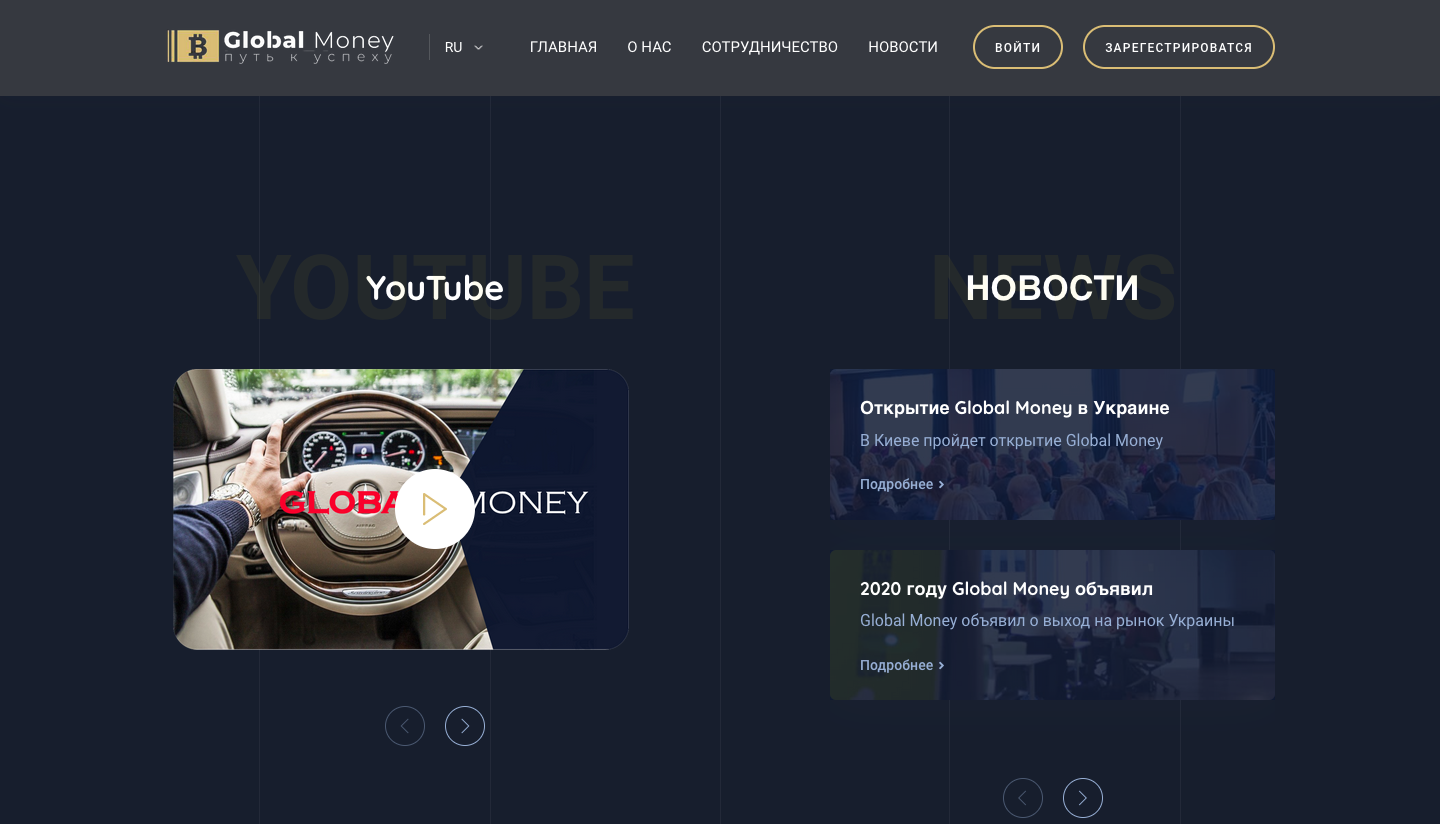 Global Money
путь к успеху
RU
ГЛАВНАЯ
О НАС
СОТРУДНИЧЕСТВО
НОВОСТИ
ВОЙТИ
ЗАРЕГЕСТРИРОВАТСЯ
YOUTUBE
YouTube
NEWS
НОВОСТИ
GLOBA MONEY
Открытие Global Money в Украине
В Киеве пройдет открытие Global Money
Подробнее
2020 году Global Money объявил
Global Money объявил о выход на рынок Украины
Подробнее